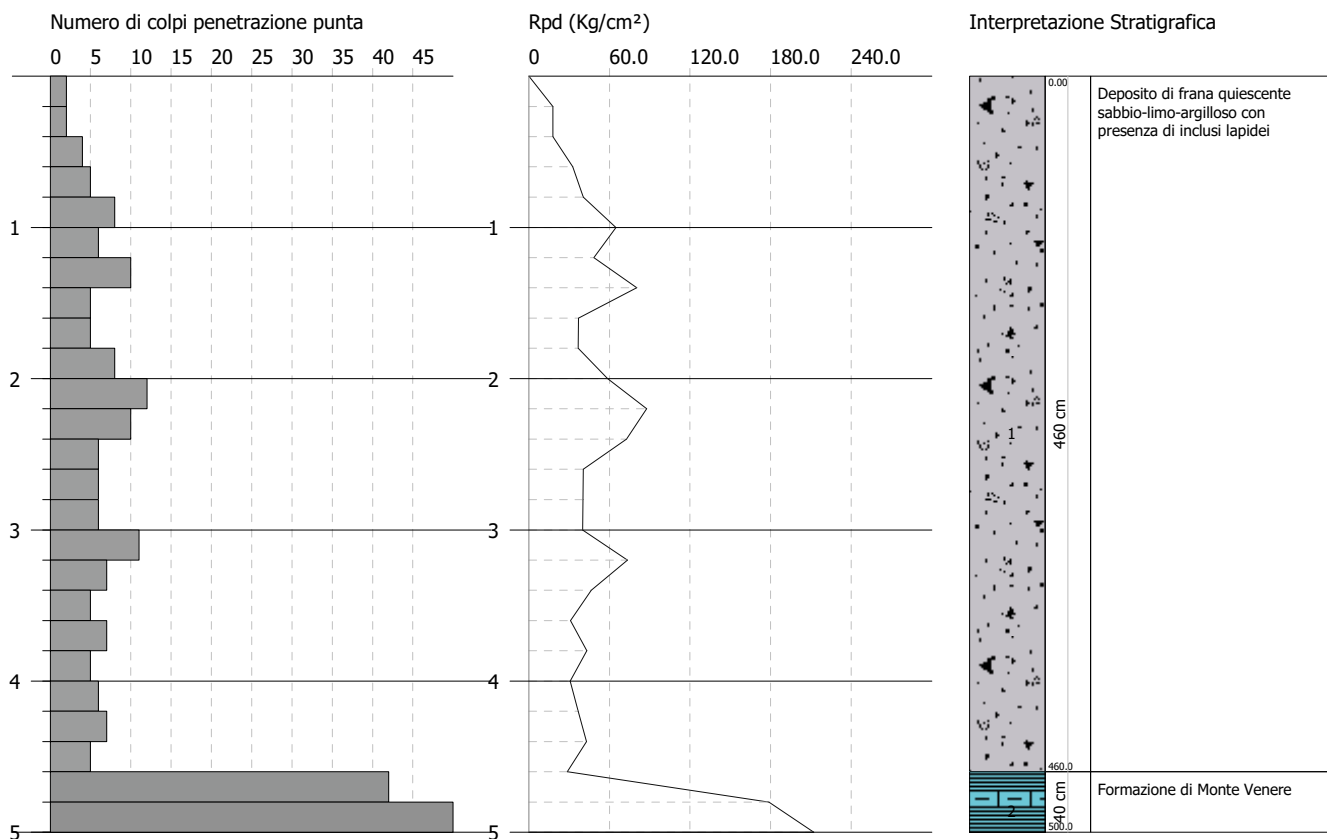 Numero di colpi penetrazione punta
Rpd (Kg/cm²)
Interpretazione Stratigrafica
0 5 10 15 20 25 30 35 40 45
0 60.0 120.0 180.0 240.0
0.00
Deposito di frana quiescente
sabbio-limo-argilloso con
presenza di inclusi lapidei
1
1
2
2
460 cm
1
3
3
4
4
460.0
Formazione di Monte Venere
40 cm
2
500.0
5
5